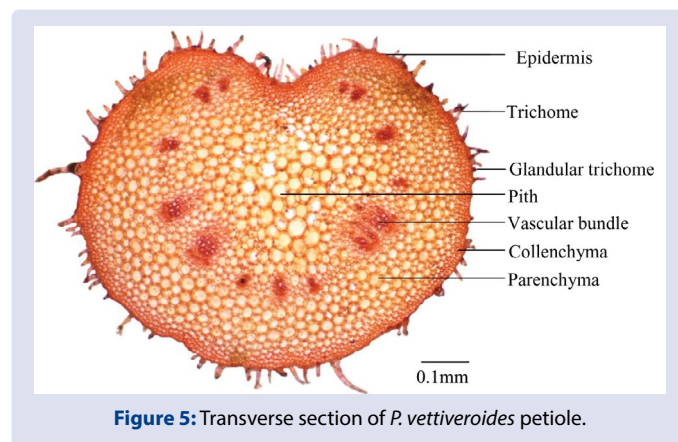 Epidermis
Trichome
Glandular trichome
Pith
Vascular bundle
Collenchyma
Parenchyma
0.1mm
Figure 5: Transverse section of P. vettiveroides petiole.